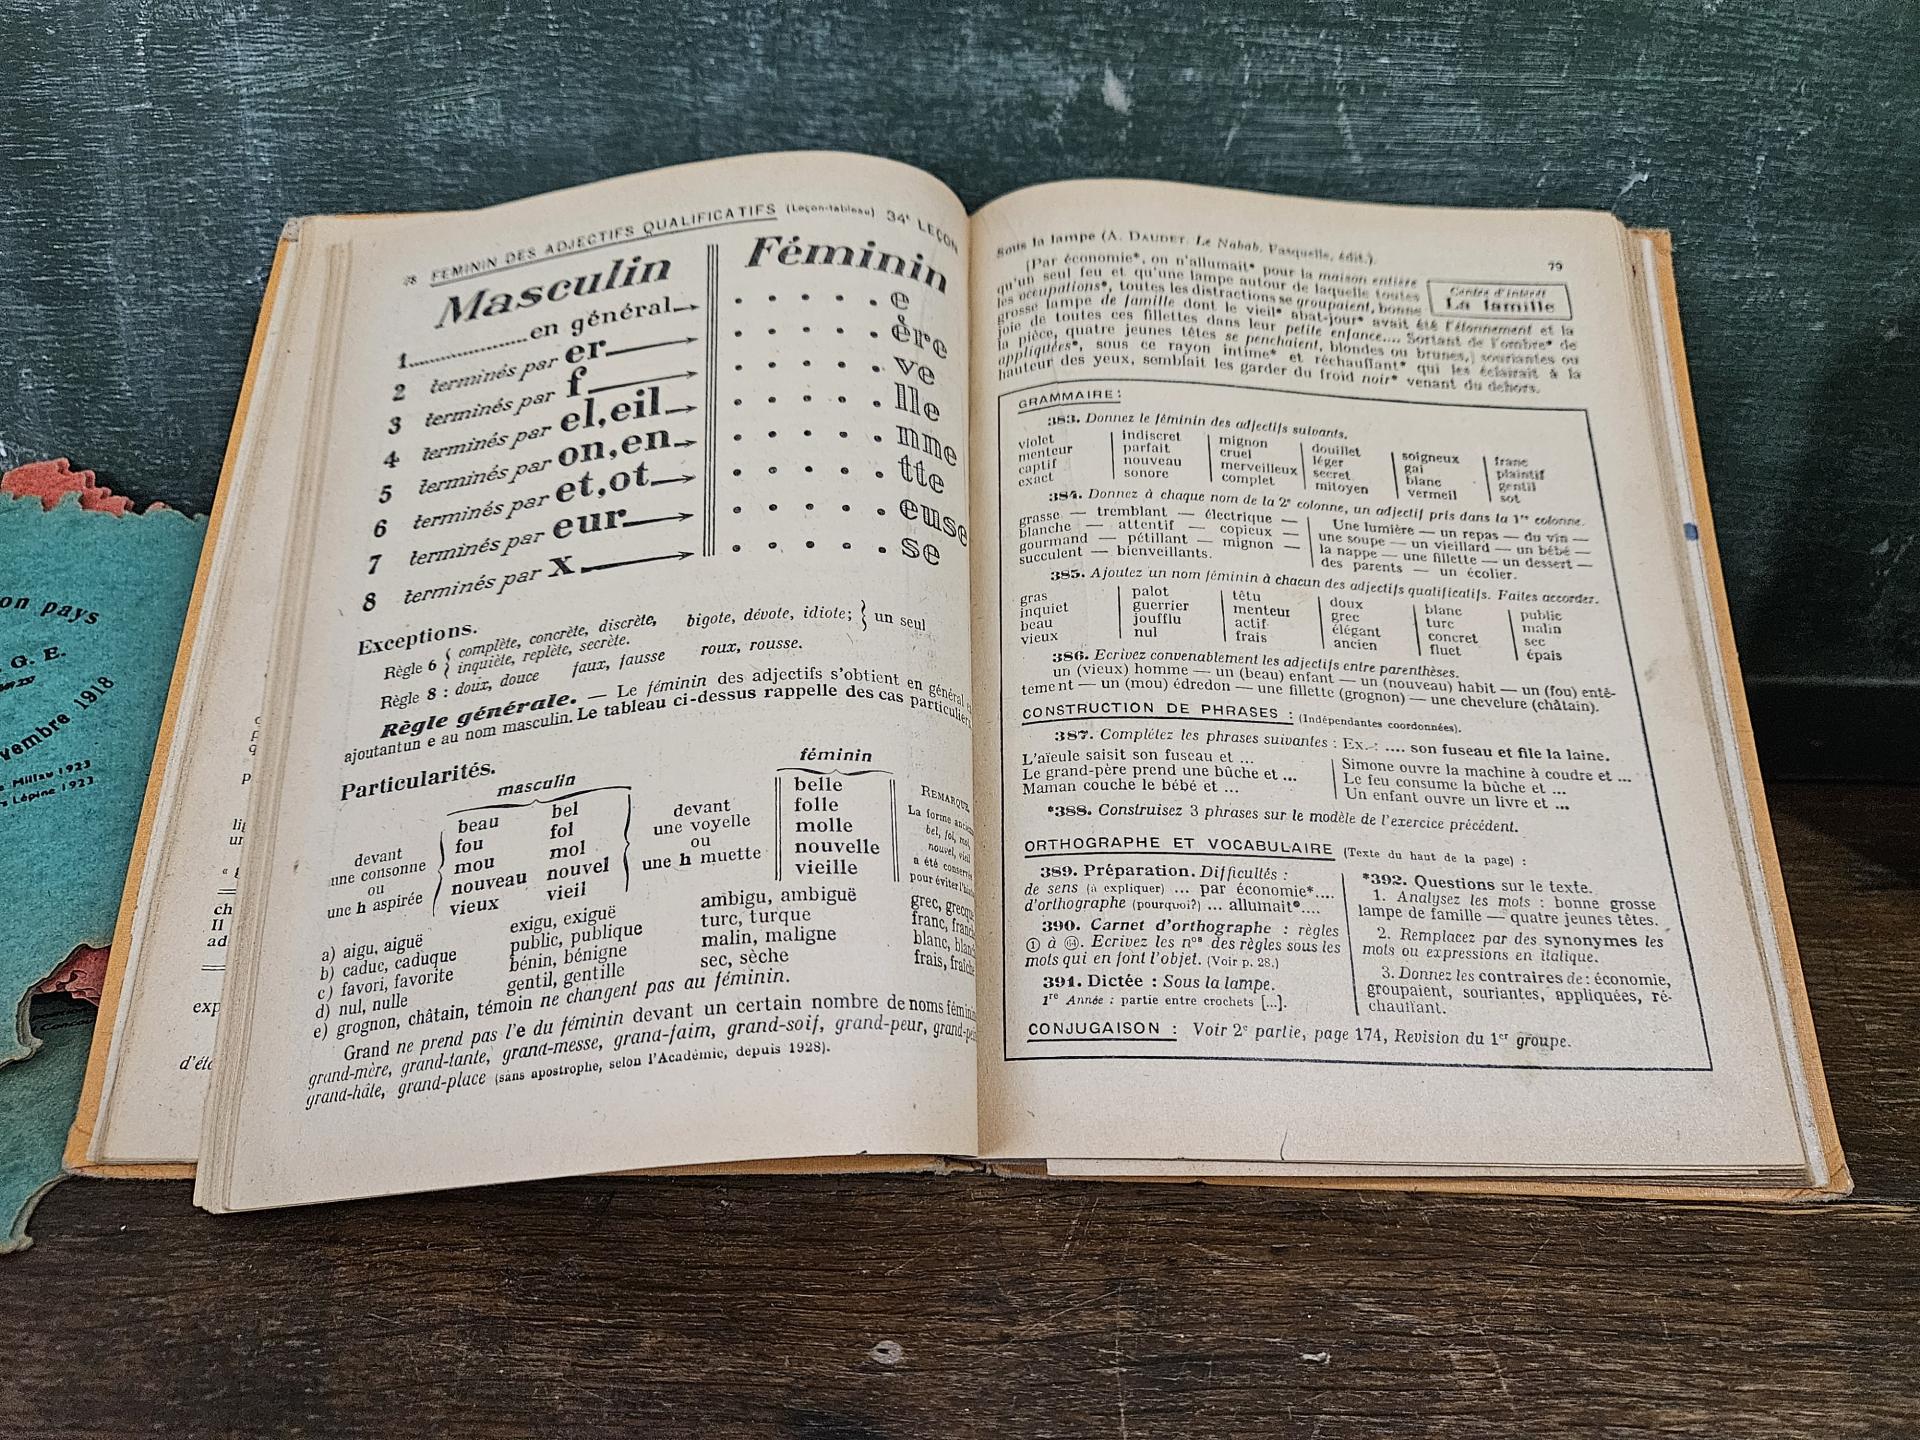 78 FEMININ DES ADJECTIFS QUALIFICATIFS (Leçon-tableau) 34e LEÇON
Masculin Féminin
1................en général → . . . . . e
2 terminés par er → . . . . . ère
3 terminés par f → . . . . . ve
4 terminés par el, eil → . . . . . lle
5 terminés par on, en → . . . . . nne
6 terminés par et, ot → . . . . . tte
7 terminés par eur → . . . . . euse
8 terminés par x → . . . . . se
Exceptions.
Règle 6 { complète, concrète, discrète, bigote, dévote, idiote; } un seul
inquiète, replète, secrète.
Règle 8 : doux, douce faux, fausse roux, rousse.
Règle générale. — Le féminin des adjectifs s'obtient en général
ajoutant un e au nom masculin. Le tableau ci-dessus rappelle des cas particuliers
Particularités.
masculin féminin
devant
une consonne
ou
une h aspirée
beau bel
fou fol
mou mol
nouveau nouvel
vieux vieil
devant
une voyelle
ou
une h muette
belle
folle
molle
nouvelle
vieille
REMARQUE.
La forme
bel, fol, mol,
nouvel, vieil
a été
pour éviter
a) aigu, aiguë exigu, exiguë ambigu, ambiguë
b) caduc, caduque public, publique turc, turque grec, grecque
c) favori, favorite bénin, bénigne malin, maligne franc,
d) nul, nulle gentil, gentille sec, sèche blanc,
e) grognon, châtain, témoin ne changent pas au féminin. frais,
Grand ne prend pas l'e du féminin devant un certain nombre de noms
grand-mère, grand-tante, grand-messe, grand-faim, grand-soif, grand-peur,
grand-hâte, grand-place (sans apostrophe, selon l'Académie, depuis 1928).
79
Sous la lampe (A. DAUDET. Le Nabab. Fasquelle, édit.).
Centre d'intérêt
La famille
[Par économie*, on n'allumait* pour la maison entière
qu'un seul feu et qu'une lampe autour de laquelle toutes
les occupations*, toutes les distractions se groupaient, bonne
grosse lampe de famille dont le vieil* abat-jour* avait été l'étonnement et la
joie de toutes ces fillettes dans leur petite enfance.... Sortant de l'ombre* de
la pièce, quatre jeunes têtes se penchaient, blondes ou brunes,] souriantes ou
appliquées*, sous ce rayon intime* et réchauffant* qui les éclairait à la
hauteur des yeux, semblait les garder du froid noir* venant du dehors.
GRAMMAIRE :
383. Donnez le féminin des adjectifs suivants.
violet indiscret mignon douillet soigneux franc
menteur parfait cruel léger gai plaintif
captif nouveau merveilleux secret blanc gentil
exact sonore complet mitoyen vermeil sot
384. Donnez à chaque nom de la 2e colonne, un adjectif pris dans la 1re colonne.
grasse — tremblant — électrique —
blanche — attentif — copieux —
gourmand — pétillant — mignon —
succulent — bienveillants.
Une lumière — un repas — du vin —
une soupe — un vieillard — un bébé —
la nappe — une fillette — un dessert —
des parents — un écolier.
385. Ajoutez un nom féminin à chacun des adjectifs qualificatifs. Faites accorder.
gras palot têtu doux blanc public
inquiet guerrier menteur grec turc malin
beau joufflu actif élégant concret sec
vieux nul frais ancien fluet épais
386. Ecrivez convenablement les adjectifs entre parenthèses.
un (vieux) homme — un (beau) enfant — un (nouveau) habit — un (fou) enté-
tement — un (mou) édredon — une fillette (grognon) — une chevelure (châtain).
CONSTRUCTION DE PHRASES : (Indépendantes coordonnées).
387. Complétez les phrases suivantes : Ex. : .... son fuseau et file la laine.
L'aïeule saisit son fuseau et ...
Le grand-père prend une bûche et ...
Maman couche le bébé et ...
Simone ouvre la machine à coudre et ...
Le feu consume la bûche et ...
Un enfant ouvre un livre et ...
*388. Construisez 3 phrases sur le modèle de l'exercice précédent.
ORTHOGRAPHE ET VOCABULAIRE (Texte du haut de la page) :
389. Préparation. Difficultés :
de sens (à expliquer) ... par économie*....
d'orthographe (pourquoi?) ... allumait*....
390. Carnet d'orthographe : règles
① à ⑭. Ecrivez les nos des règles sous les
mots qui en font l'objet. (Voir p. 28.)
391. Dictée : Sous la lampe.
1re Année : partie entre crochets [...].
*392. Questions sur le texte.
1. Analysez les mots : bonne grosse
lampe de famille — quatre jeunes têtes.
2. Remplacez par des synonymes les
mots ou expressions en italique.
3. Donnez les contraires de : économie,
groupaient, souriantes, appliquées, ré-
chauffant.
CONJUGAISON : Voir 2e partie, page 174, Revision du 1er groupe.
on pays
G. E.
vembre 1918
Millau 1923
Lépine 1923